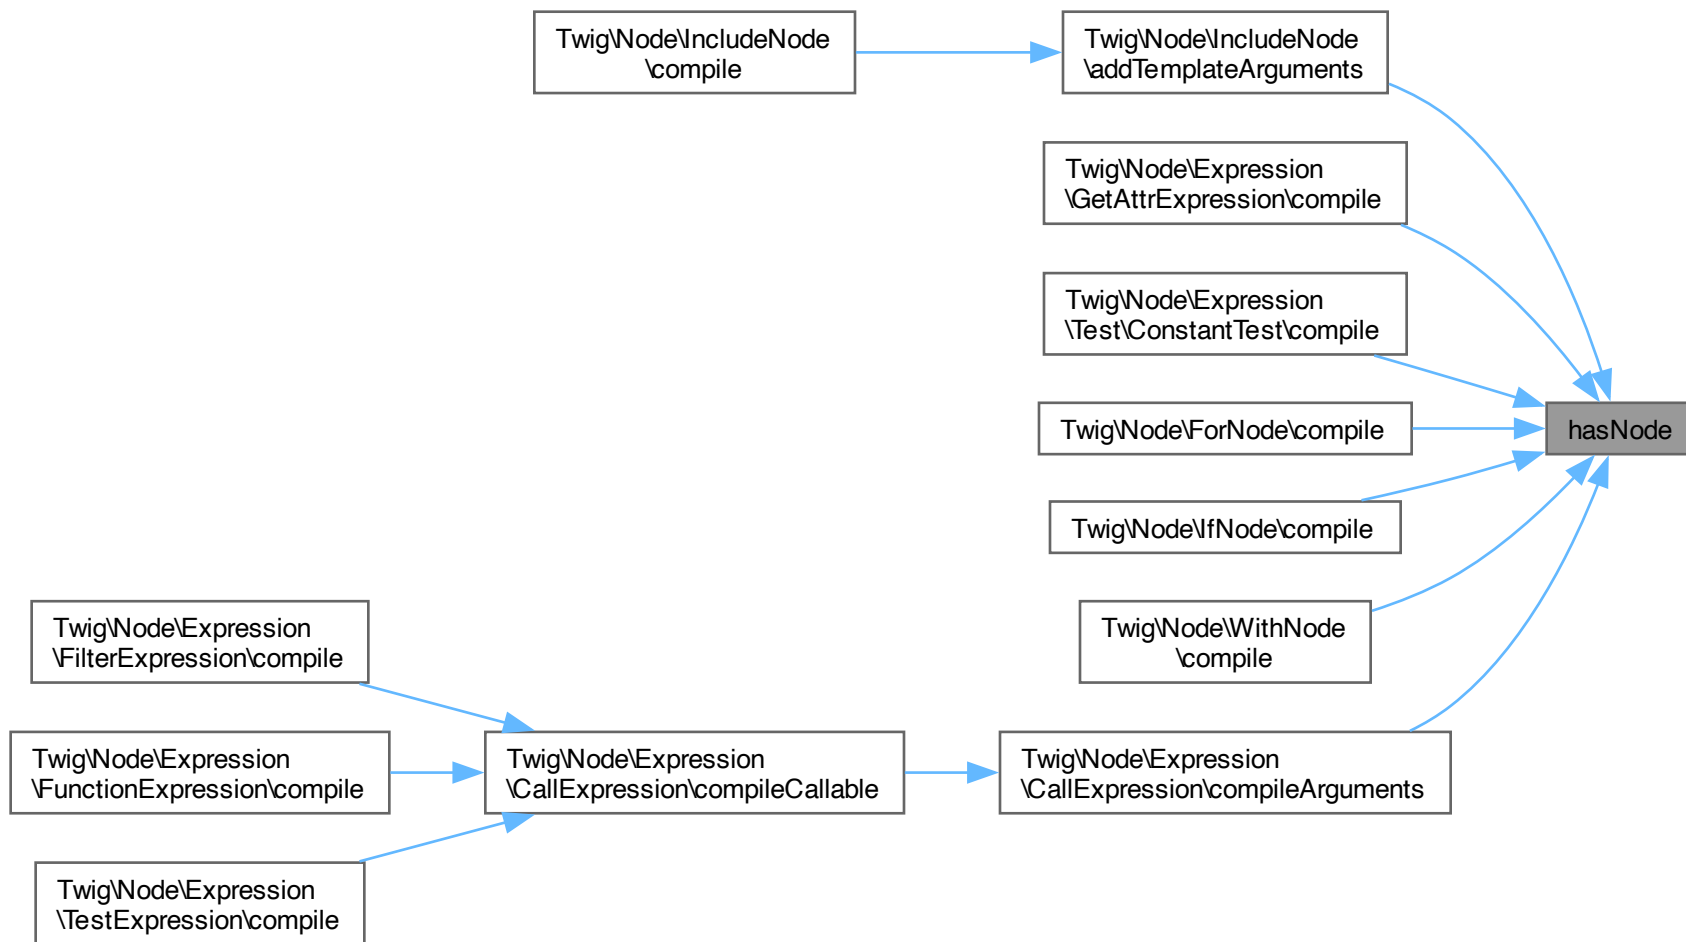 Twig\Node\IncludeNode
\compile
Twig\Node\IncludeNode
\addTemplateArguments
Twig\Node\Expression
\GetAttrExpression\compile
Twig\Node\Expression
\Test\ConstantTest\compile
Twig\Node\ForNode\compile
hasNode
Twig\Node\IfNode\compile
Twig\Node\WithNode
\compile
Twig\Node\Expression
\FilterExpression\compile
Twig\Node\Expression
\FunctionExpression\compile
Twig\Node\Expression
\CallExpression\compileCallable
Twig\Node\Expression
\CallExpression\compileArguments
Twig\Node\Expression
\TestExpression\compile